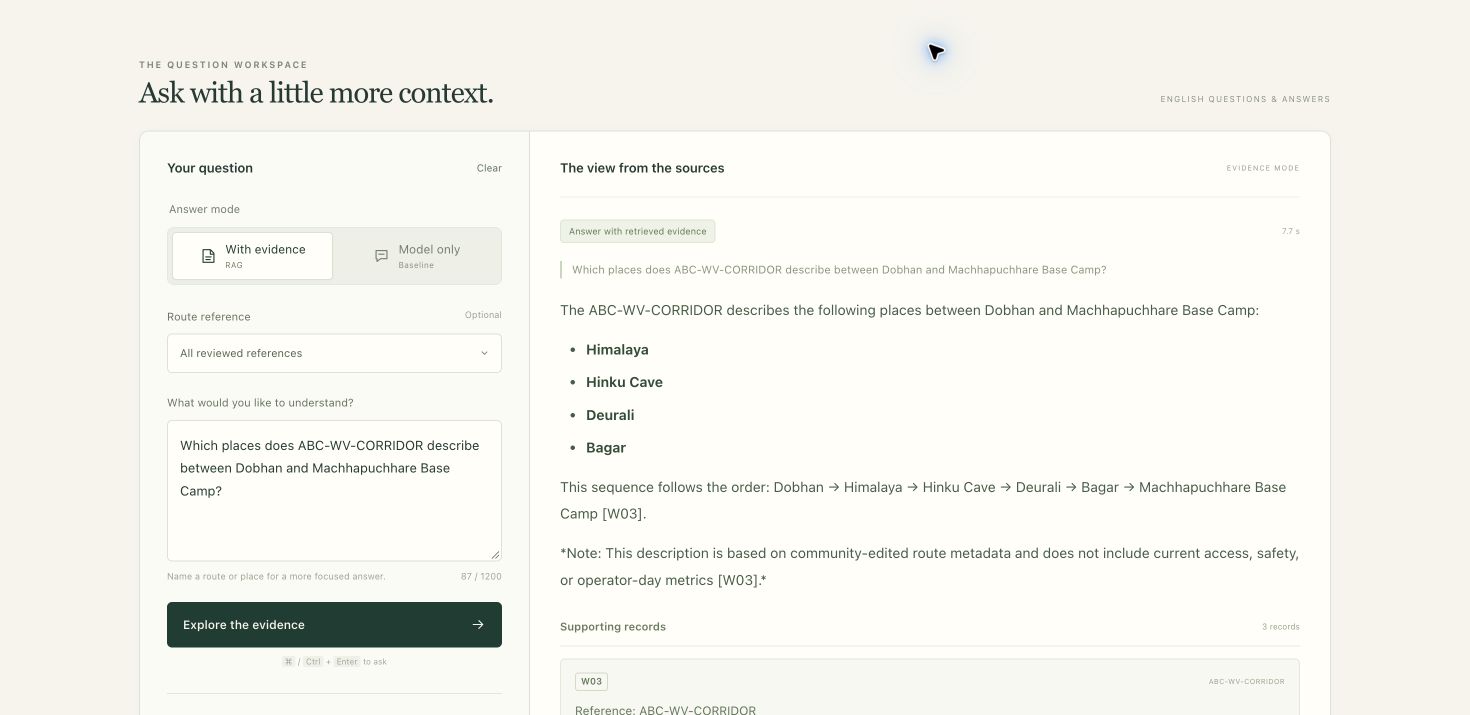 THE QUESTION WORKSPACE
Ask with a little more context.
ENGLISH QUESTIONS & ANSWERS
Your question
Clear
Answer mode
With evidence
RAG
Model only
Baseline
Route reference
Optional
All reviewed references
What would you like to understand?
Which places does ABC-WV-CORRIDOR describe
between Dobhan and Machhapuchhare Base
Camp?
Name a route or place for a more focused answer.
87 / 1200
Explore the evidence →
⌘ / Ctrl + Enter to ask
The view from the sources
EVIDENCE MODE
Answer with retrieved evidence
7.7 s
Which places does ABC-WV-CORRIDOR describe between Dobhan and Machhapuchhare Base Camp?
The ABC-WV-CORRIDOR describes the following places between Dobhan and Machhapuchhare Base Camp:
• Himalaya
• Hinku Cave
• Deurali
• Bagar
This sequence follows the order: Dobhan → Himalaya → Hinku Cave → Deurali → Bagar → Machhapuchhare Base
Camp [W03].
*Note: This description is based on community-edited route metadata and does not include current access, safety,
or operator-day metrics [W03].*
Supporting records
3 records
W03
ABC-WV-CORRIDOR
Reference: ABC-WV-CORRIDOR